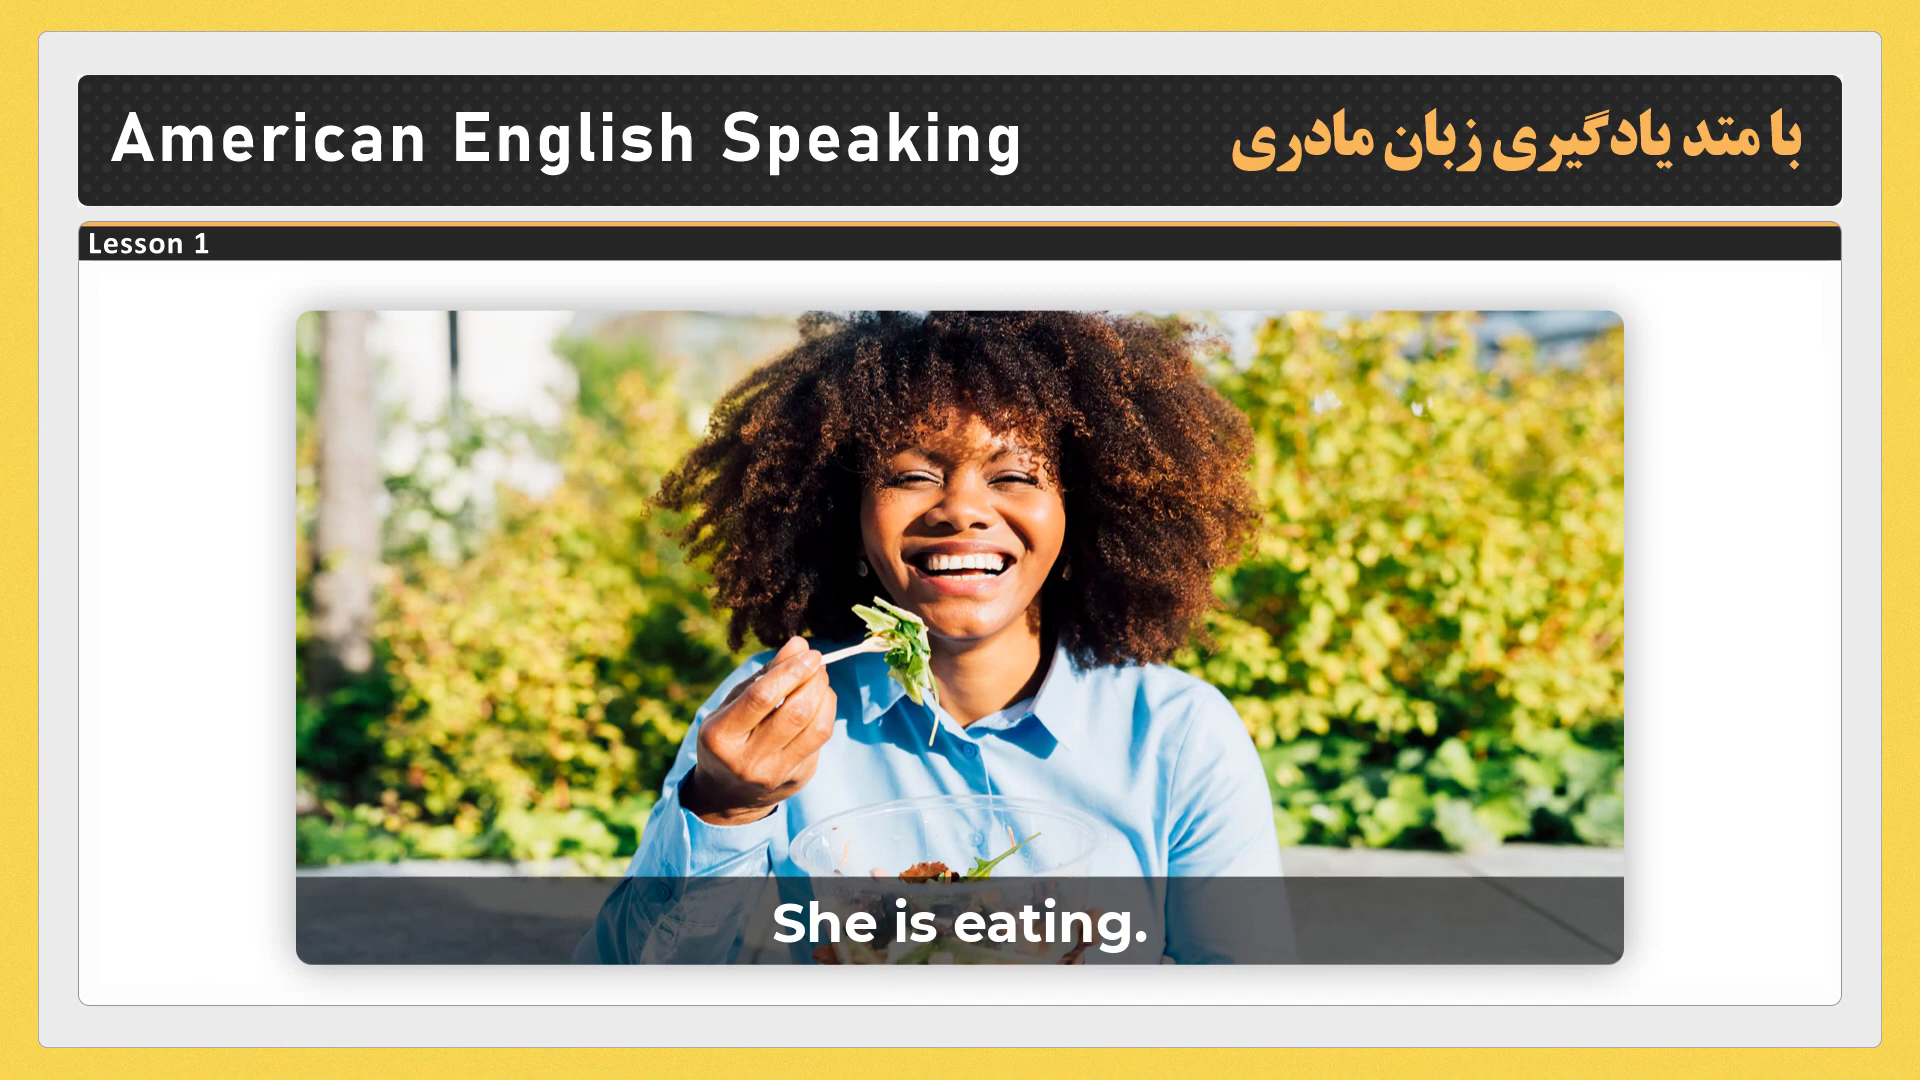 American English Speaking
با متد یادگیری زبان مادری
Lesson 1
She is eating.